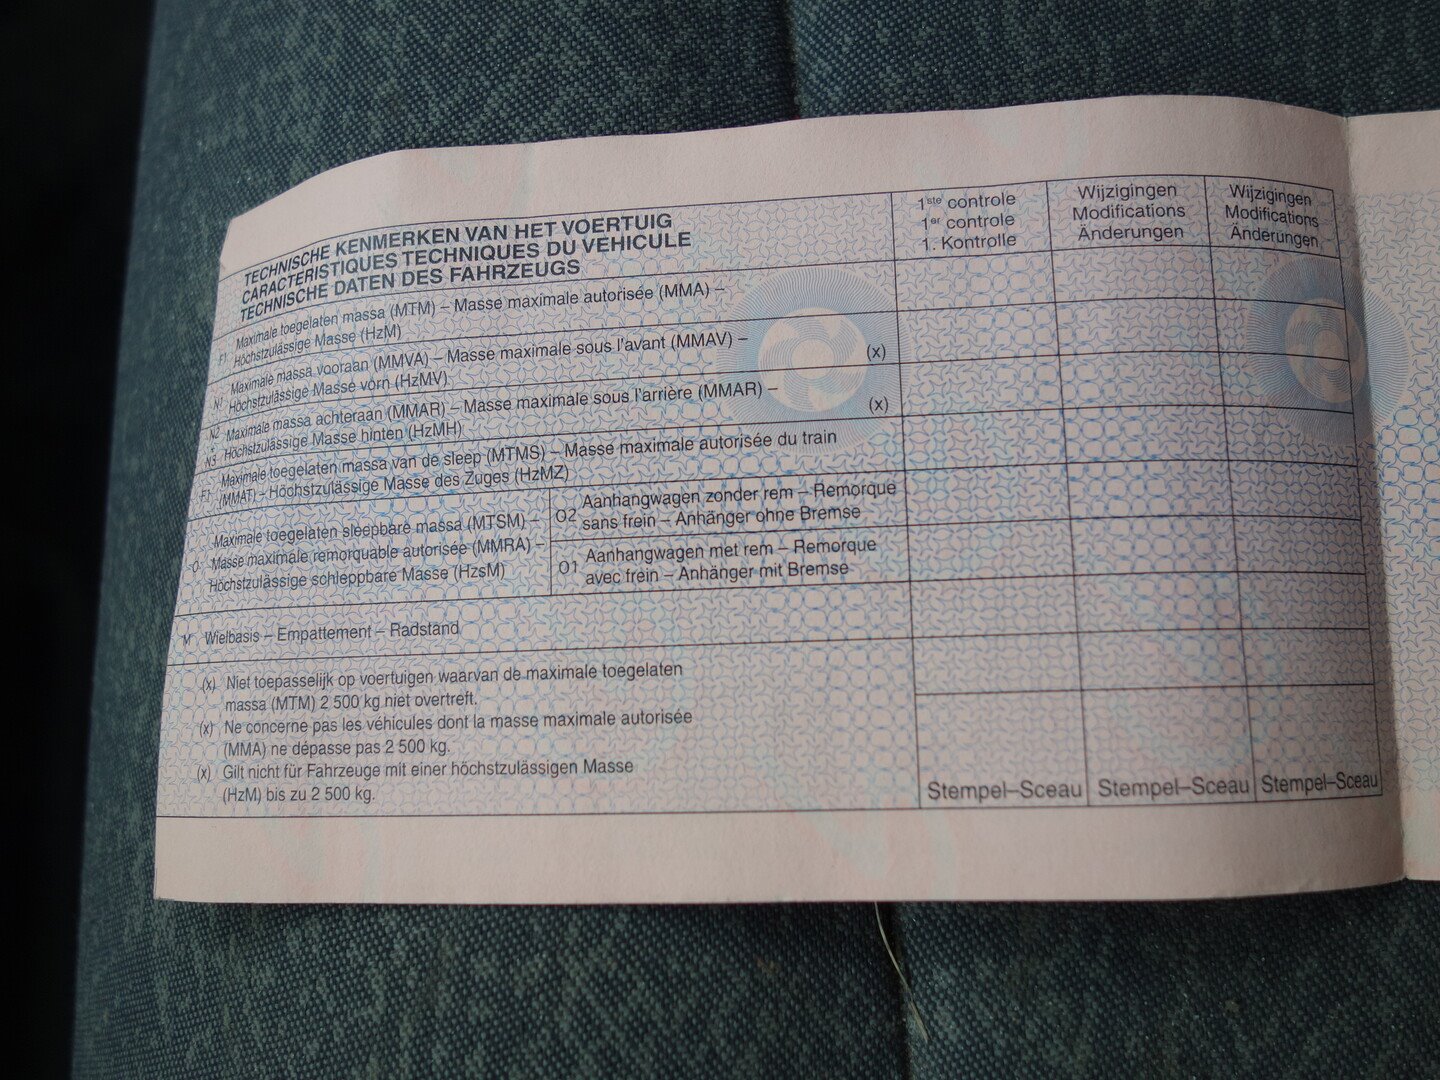 TECHNISCHE KENMERKEN VAN HET VOERTUIG
CARACTERISTIQUES TECHNIQUES DU VEHICULE
TECHNISCHE DATEN DES FAHRZEUGS
1ste controle
1er controle
1. Kontrolle
Wijzigingen
Modifications
Änderungen
Wijzigingen
Modifications
Änderungen
F1 Maximale toegelaten massa (MTM) – Masse maximale autorisée (MMA) –
Höchstzulässige Masse (HzM)
N1 Maximale massa vooraan (MMVA) – Masse maximale sous l'avant (MMAV) –
Höchstzulässige Masse vorn (HzMV) (x)
N2 Maximale massa achteraan (MMAR) – Masse maximale sous l'arrière (MMAR) –
N3 Höchstzulässige Masse hinten (HzMH) (x)
Maximale toegelaten massa van de sleep (MTMS) – Masse maximale autorisée du train
(MMAT) – Höchstzulässige Masse des Zuges (HzMZ)
O Maximale toegelaten sleepbare massa (MTSM) –
Masse maximale remorquable autorisée (MMRA) –
Höchstzulässige schleppbare Masse (HzsM)
O2 Aanhangwagen zonder rem – Remorque
sans frein – Anhänger ohne Bremse
O1 Aanhangwagen met rem – Remorque
avec frein – Anhänger mit Bremse
M Wielbasis – Empattement – Radstand
(x) Niet toepasselijk op voertuigen waarvan de maximale toegelaten
massa (MTM) 2 500 kg niet overtreft.
(x) Ne concerne pas les véhicules dont la masse maximale autorisée
(MMA) ne dépasse pas 2 500 kg.
(x) Gilt nicht für Fahrzeuge mit einer höchstzulässigen Masse
(HzM) bis zu 2 500 kg.
Stempel–Sceau
Stempel–Sceau
Stempel–Sceau